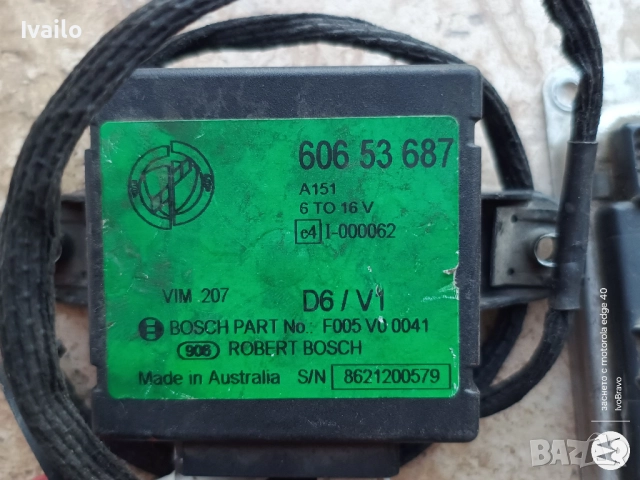 Ivailo
606 53 687
A151
6 TO 16 V
e4 I-000062
VIM 207
D6 / V1
BOSCH PART No. F005 V0 0041
906 ROBERT BOSCH
Made in Australia S/N 8621200579
заснето с motorola edge 40
IvoBravo
BAZ